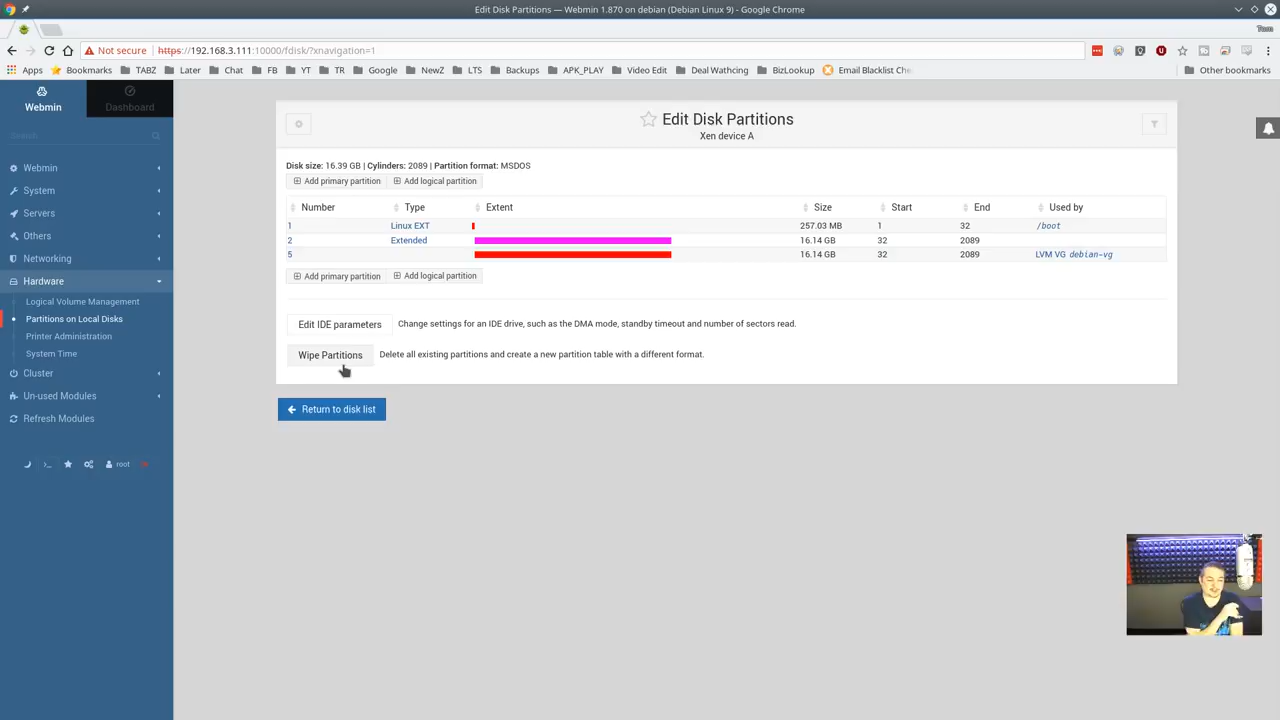 Edit Disk Partitions — Webmin 1.870 on debian (Debian Linux 9) - Google Chrome
Tom
Not secure https://192.168.3.111:10000/fdisk/?xnavigation=1
Apps Bookmarks TABZ Later Chat FB YT TR Google NewZ LTS Backups APK_PLAY Video Edit Deal Wathcing BizLookup Email Blacklist Che Other bookmarks
Webmin Dashboard
Search
Webmin
System
Servers
Others
Networking
Hardware
Logical Volume Management
Partitions on Local Disks
Printer Administration
System Time
Cluster
Un-used Modules
Refresh Modules
root
Edit Disk Partitions
Xen device A
Disk size: 16.39 GB | Cylinders: 2089 | Partition format: MSDOS
Add primary partition Add logical partition
Number Type Extent Size Start End Used by
1 Linux EXT 257.03 MB 1 32 /boot
2 Extended 16.14 GB 32 2089
5 16.14 GB 32 2089 LVM VG debian-vg
Add primary partition Add logical partition
Edit IDE parameters Change settings for an IDE drive, such as the DMA mode, standby timeout and number of sectors read.
Wipe Partitions Delete all existing partitions and create a new partition table with a different format.
Return to disk list